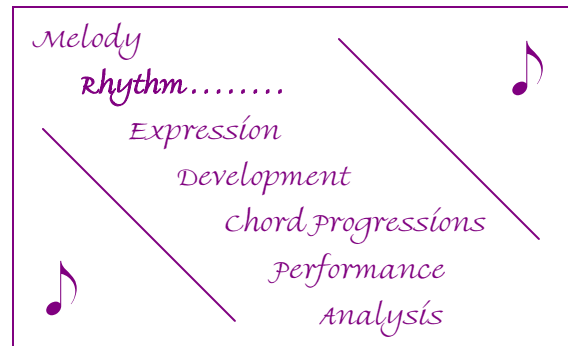 Melody
Rhythm........
Expression
Development
Chord Progressions
Performance
Analysis